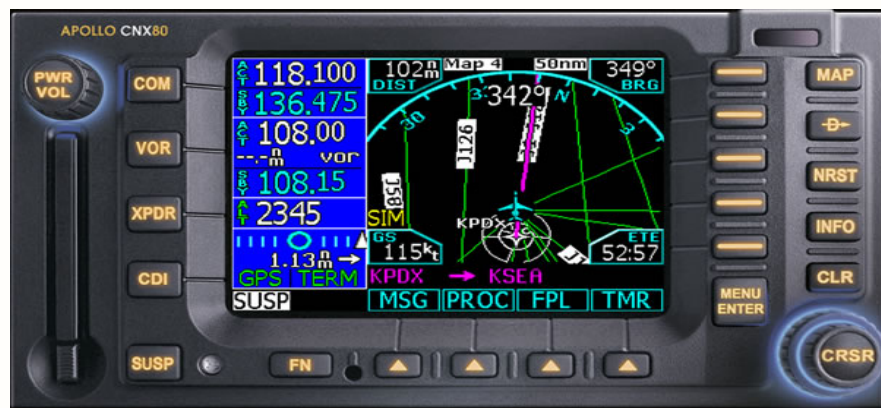 APOLLO CNX80
PWR
VOL
COM
VOR
XPDR
CDI
SUSP
ACT 118.100
SBY 136.475
ACT 108.00
--.-nm vor
SBY 108.15
ALT 2345
1.13nm →
GPS TERM
SUSP
102nm
DIST
Map 4
50nm
349°
BRG
33
342°
N
30
3
J126
J58
SIM
KPDX
GS
115kt
ETE
52:57
KPDX → KSEA
MSG PROC FPL TMR
FN
MAP
D
NRST
INFO
CLR
MENU
ENTER
CRSR